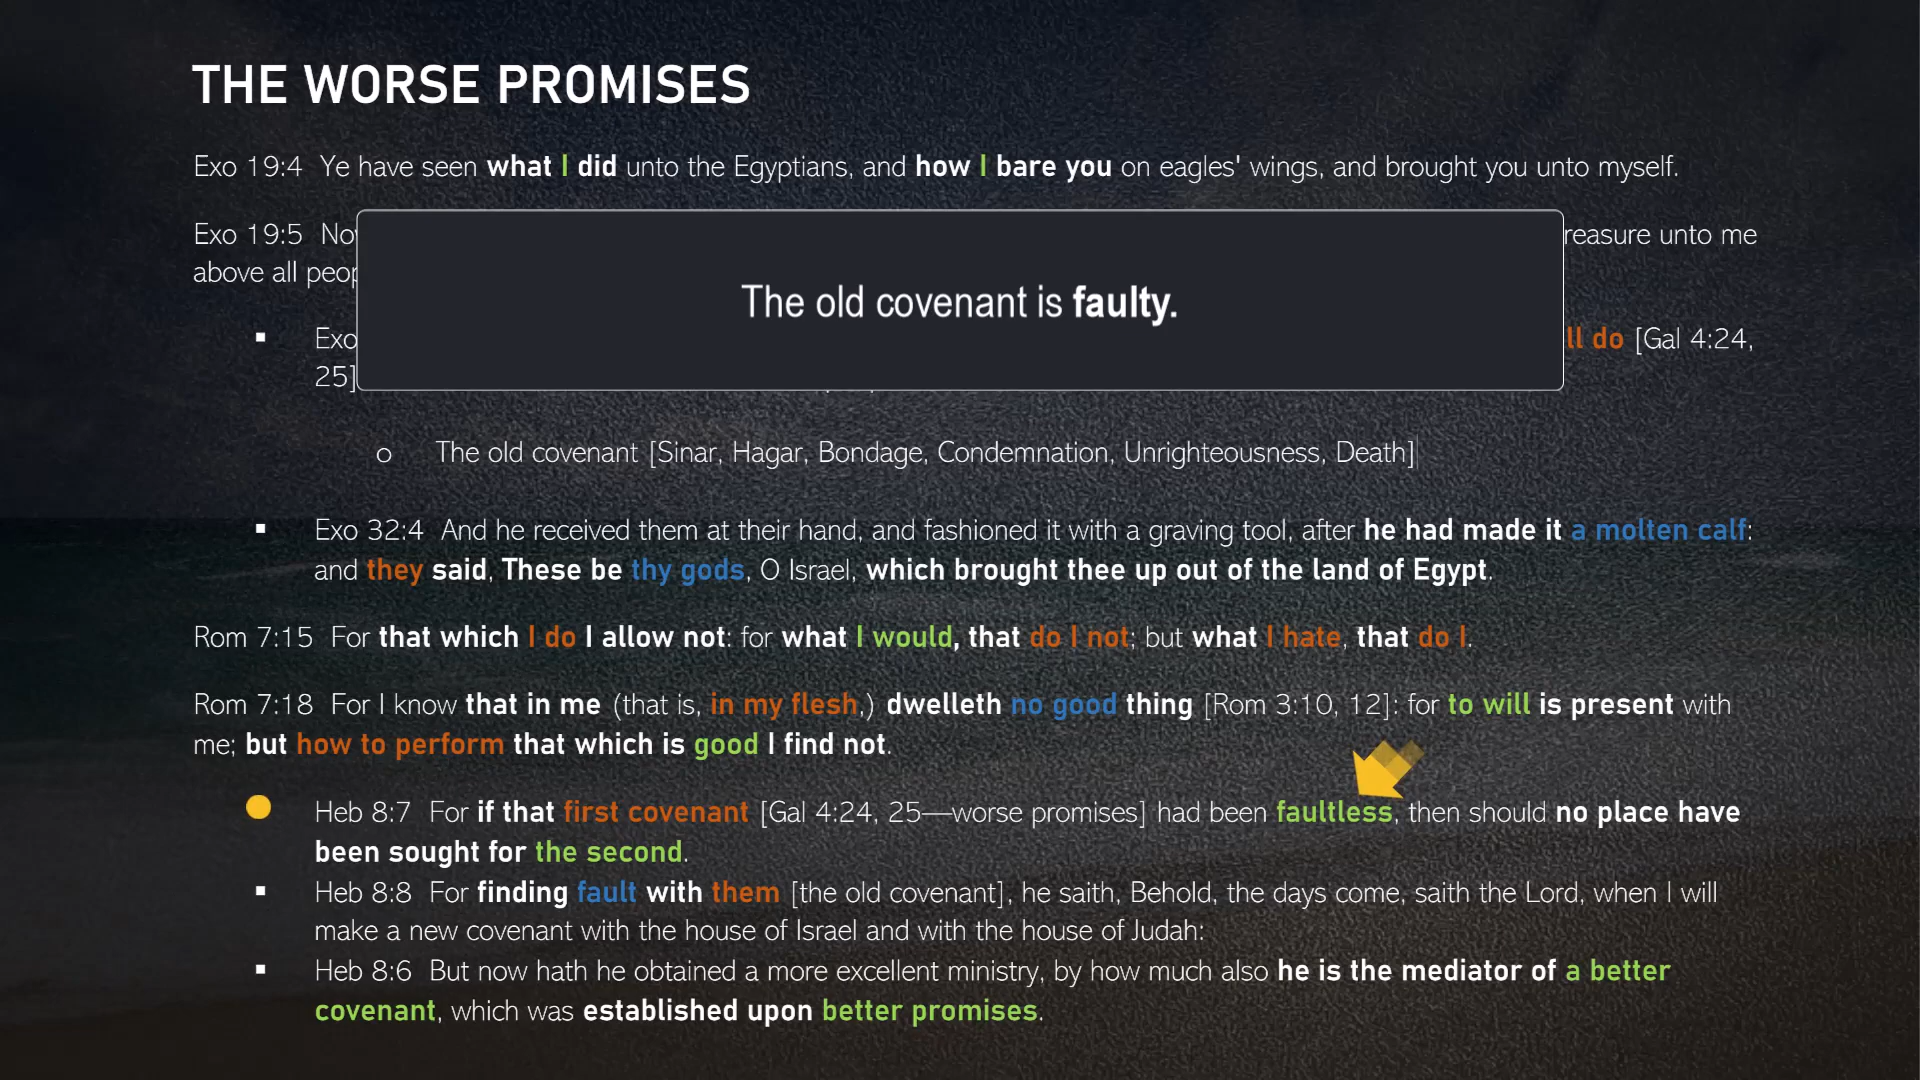 THE WORSE PROMISES
Exo 19:4 Ye have seen what I did unto the Egyptians, and how I bare you on eagles' wings, and brought you unto myself.
Exo 19:5 reasure unto me
above all
The old covenant is faulty.
Exo ll do [Gal 4:24,
25]
o The old covenant [Sinar, Hagar, Bondage, Condemnation, Unrighteousness, Death]
▪ Exo 32:4 And he received them at their hand, and fashioned it with a graving tool, after he had made it a molten calf:
and they said, These be thy gods, O Israel, which brought thee up out of the land of Egypt.
Rom 7:15 For that which I do I allow not: for what I would, that do I not; but what I hate, that do I.
Rom 7:18 For I know that in me (that is, in my flesh,) dwelleth no good thing [Rom 3:10, 12]: for to will is present with
me; but how to perform that which is good I find not.
Heb 8:7 For if that first covenant [Gal 4:24, 25—worse promises] had been faultless, then should no place have
been sought for the second.
▪ Heb 8:8 For finding fault with them [the old covenant], he saith, Behold, the days come, saith the Lord, when I will
make a new covenant with the house of Israel and with the house of Judah:
▪ Heb 8:6 But now hath he obtained a more excellent ministry, by how much also he is the mediator of a better
covenant, which was established upon better promises.